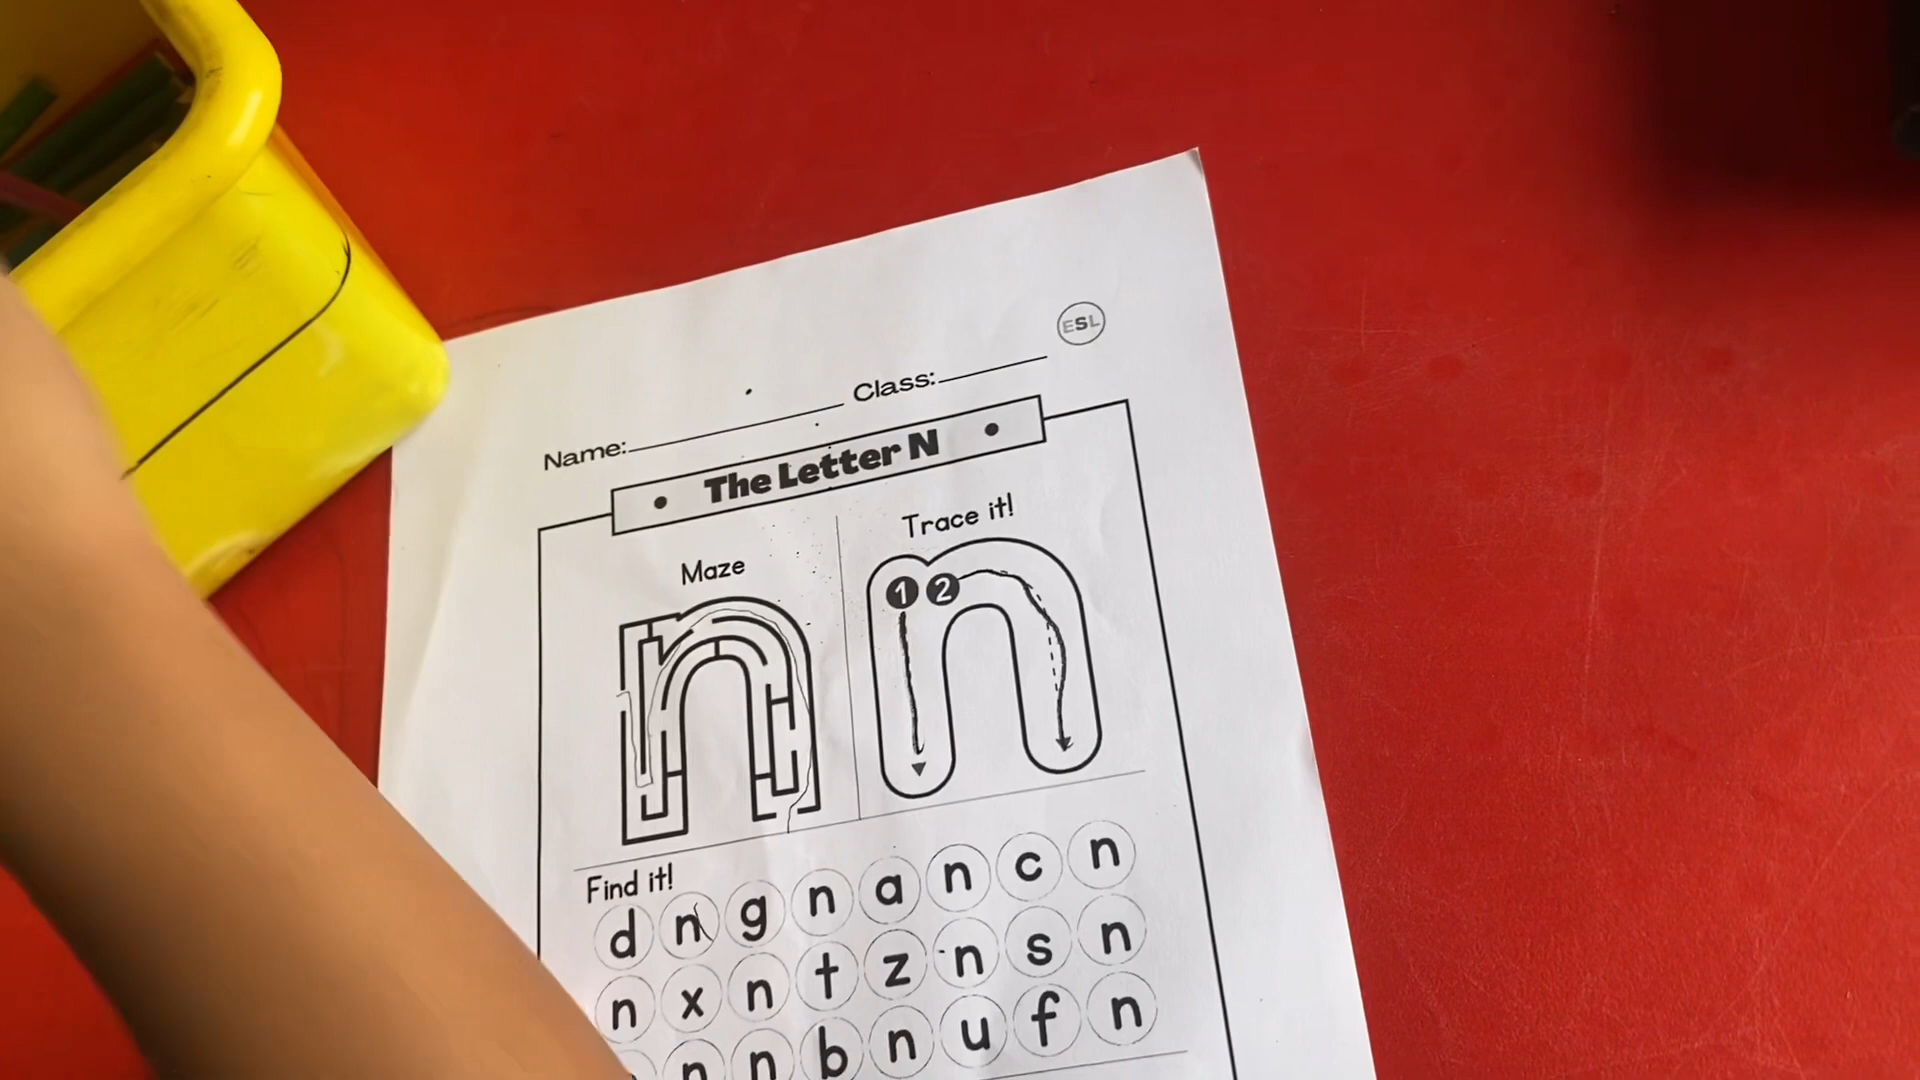 ESL
Name: Class:
The Letter N
Maze
Trace it!
1 2
Find it!
d n g n a n c n
n x n t z n s n
n n b n u f n